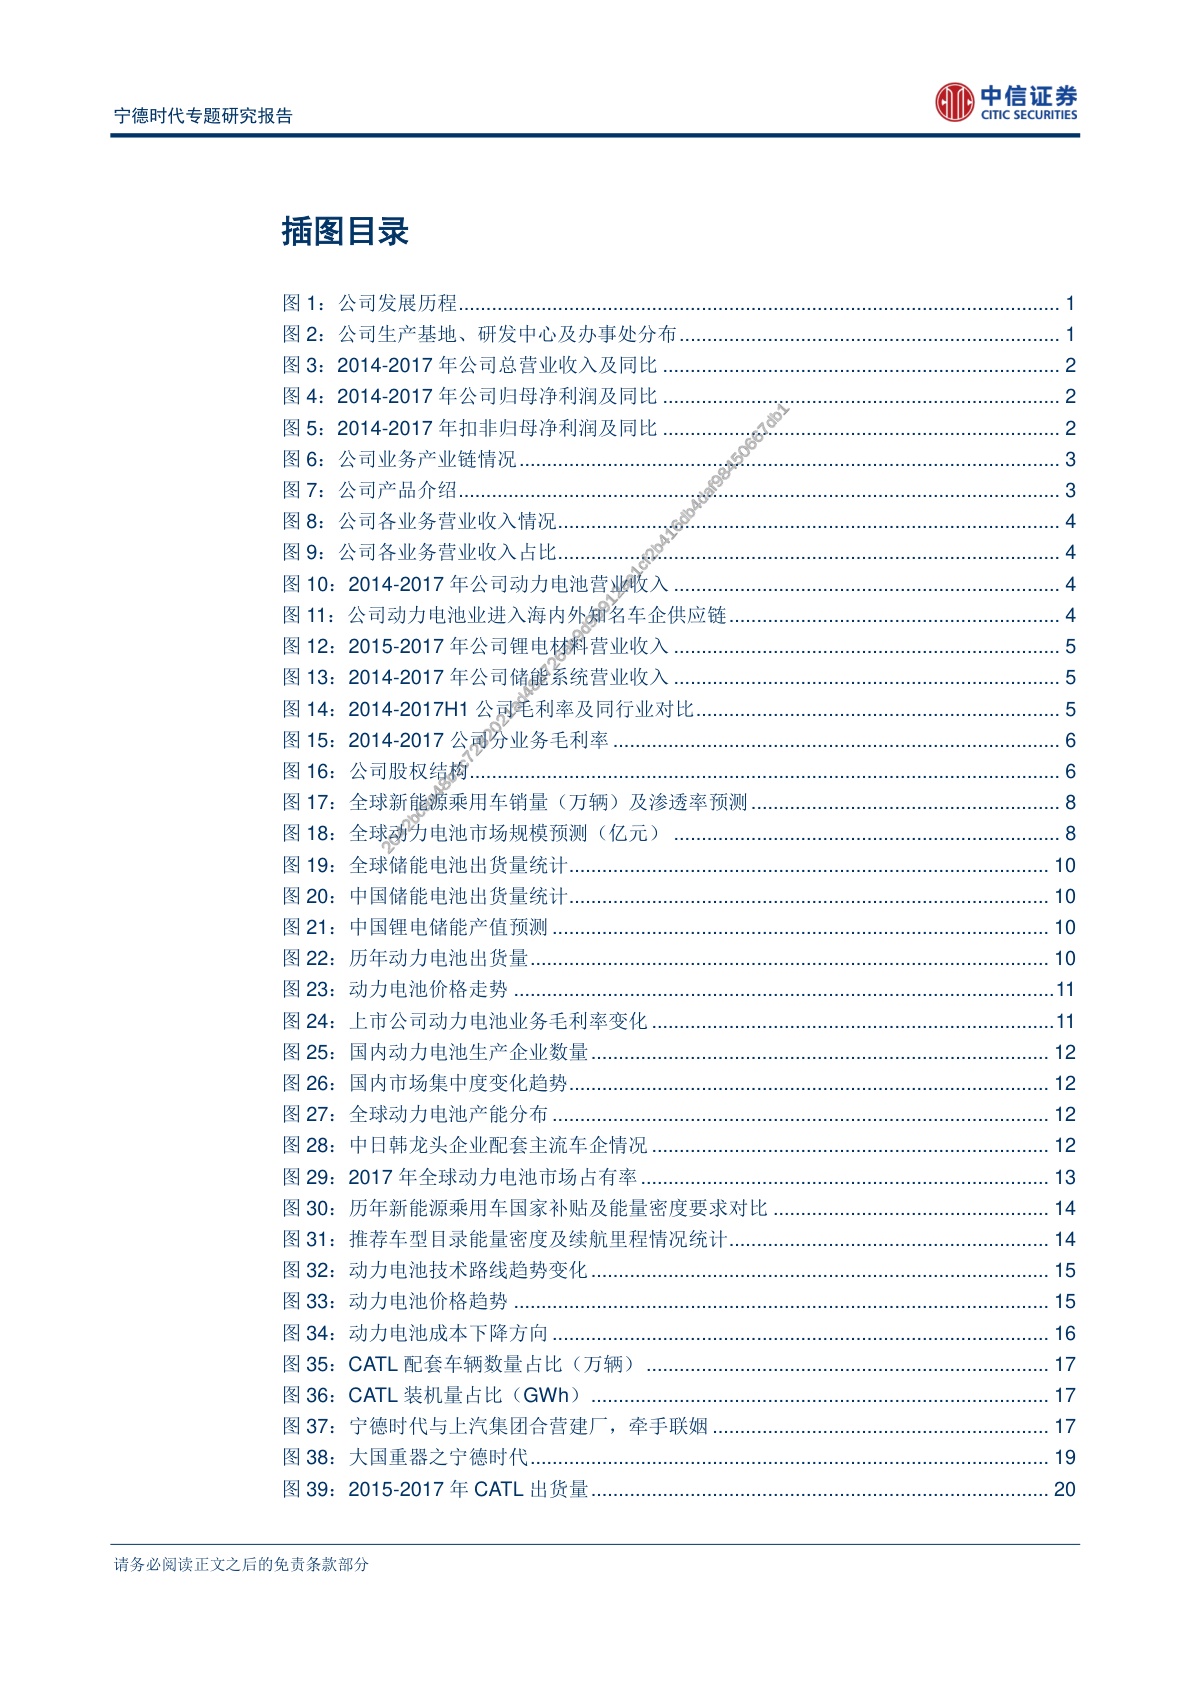 宁德时代专题研究报告
中信证券
CITIC SECURITIES
插图目录
图 1：公司发展历程 1
图 2：公司生产基地、研发中心及办事处分布 1
图 3：2014-2017 年公司总营业收入及同比 2
图 4：2014-2017 年公司归母净利润及同比 2
图 5：2014-2017 年扣非归母净利润及同比 2
图 6：公司业务产业链情况 3
图 7：公司产品介绍 3
图 8：公司各业务营业收入情况 4
图 9：公司各业务营业收入占比 4
图 10：2014-2017 年公司动力电池营业收入 4
图 11：公司动力电池业进入海内外知名车企供应链 4
图 12：2015-2017 年公司锂电材料营业收入 5
图 13：2014-2017 年公司储能系统营业收入 5
图 14：2014-2017H1 公司毛利率及同行业对比 5
图 15：2014-2017 公司分业务毛利率 6
图 16：公司股权结构 6
图 17：全球新能源乘用车销量（万辆）及渗透率预测 8
图 18：全球动力电池市场规模预测（亿元） 8
图 19：全球储能电池出货量统计 10
图 20：中国储能电池出货量统计 10
图 21：中国锂电储能产值预测 10
图 22：历年动力电池出货量 10
图 23：动力电池价格走势 11
图 24：上市公司动力电池业务毛利率变化 11
图 25：国内动力电池生产企业数量 12
图 26：国内市场集中度变化趋势 12
图 27：全球动力电池产能分布 12
图 28：中日韩龙头企业配套主流车企情况 12
图 29：2017 年全球动力电池市场占有率 13
图 30：历年新能源乘用车国家补贴及能量密度要求对比 14
图 31：推荐车型目录能量密度及续航里程情况统计 14
图 32：动力电池技术路线趋势变化 15
图 33：动力电池价格趋势 15
图 34：动力电池成本下降方向 16
图 35：CATL 配套车辆数量占比（万辆） 17
图 36：CATL 装机量占比（GWh） 17
图 37：宁德时代与上汽集团合营建厂，牵手联姻 17
图 38：大国重器之宁德时代 19
图 39：2015-2017 年 CATL 出货量 20
请务必阅读正文之后的免责条款部分